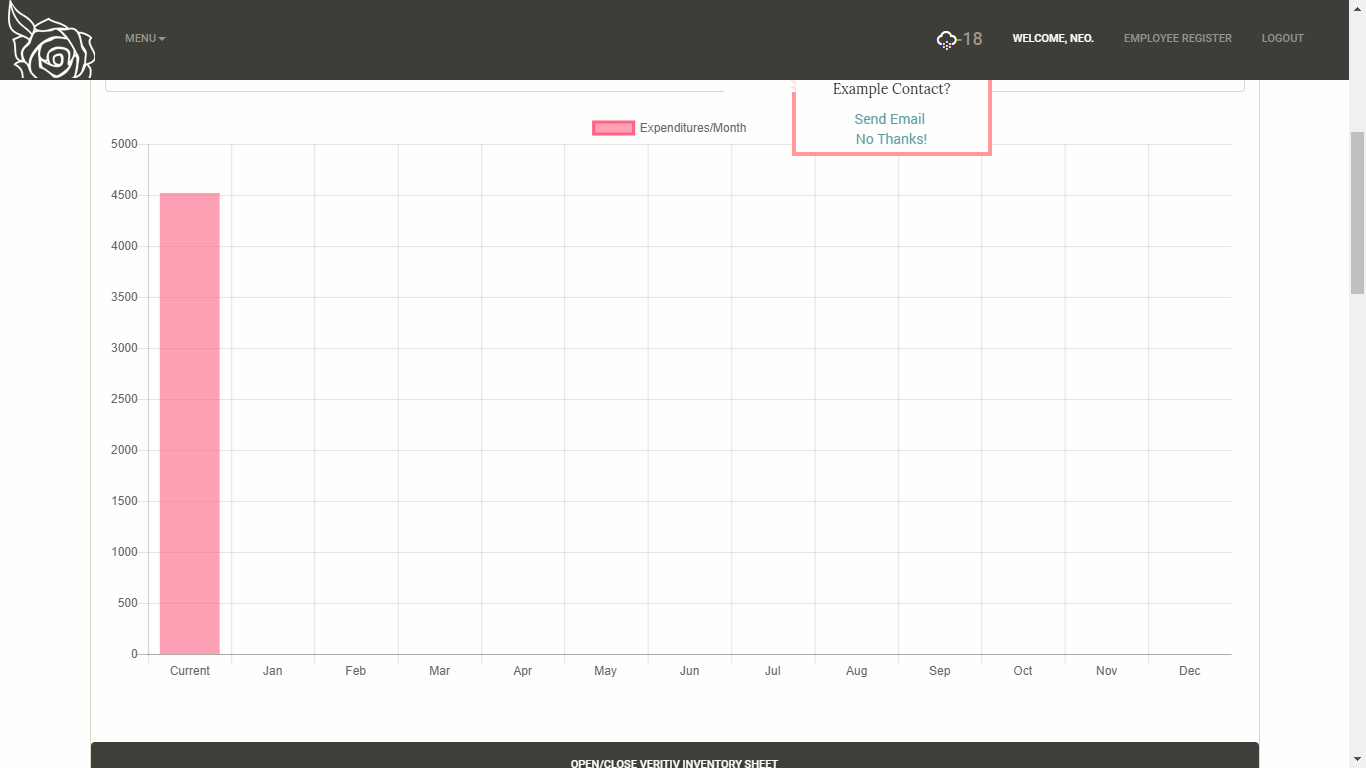 MENU
-18
WELCOME, NEO.
EMPLOYEE REGISTER
LOGOUT
Example Contact?
Send Email
No Thanks!
Expenditures/Month
5000
4500
4000
3500
3000
2500
2000
1500
1000
500
0
Current Jan Feb Mar Apr May Jun Jul Aug Sep Oct Nov Dec
OPEN/CLOSE VERITIV INVENTORY SHEET